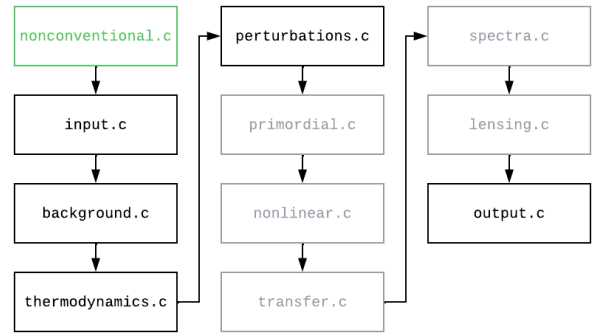 nonconventional.c
input.c
background.c
thermodynamics.c
perturbations.c
primordial.c
nonlinear.c
transfer.c
spectra.c
lensing.c
output.c